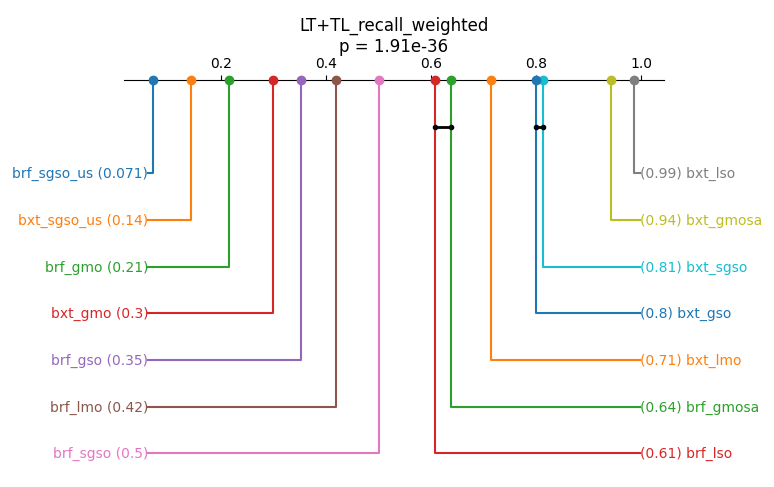 LT+TL_recall_weighted
p = 1.91e-36
0.2 0.4 0.6 0.8 1.0
brf_sgso_us (0.071) (0.99) bxt_lso
bxt_sgso_us (0.14) (0.94) bxt_gmosa
brf_gmo (0.21) (0.81) bxt_sgso
bxt_gmo (0.3) (0.8) bxt_gso
brf_gso (0.35) (0.71) bxt_lmo
brf_lmo (0.42) (0.64) brf_gmosa
brf_sgso (0.5) (0.61) brf_lso